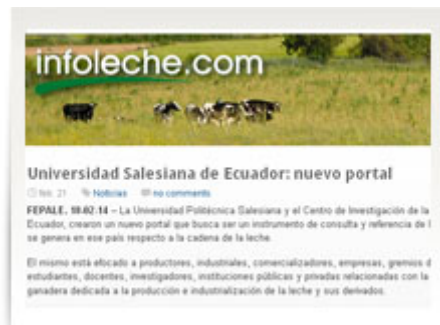 infoleche.com
Universidad Salesiana de Ecuador: nuevo portal
feb. 21 Noticias no comments
FEPALE, 18-02-14 – La Universidad Politécnica Salesiana y el Centro de Investigación de la
Ecuador, crearon un nuevo portal que busca ser un instrumento de consulta y referencia de l
se genera en ese país respecto a la cadena de la leche.
El mismo está efocado a productores, industriales, comercializadores, empresas, gremios d
estudiantes, docentes, investigadores, instituciones públicas y privadas relacionadas con la
ganadera dedicada a la producción e industrialización de la leche y sus derivados.